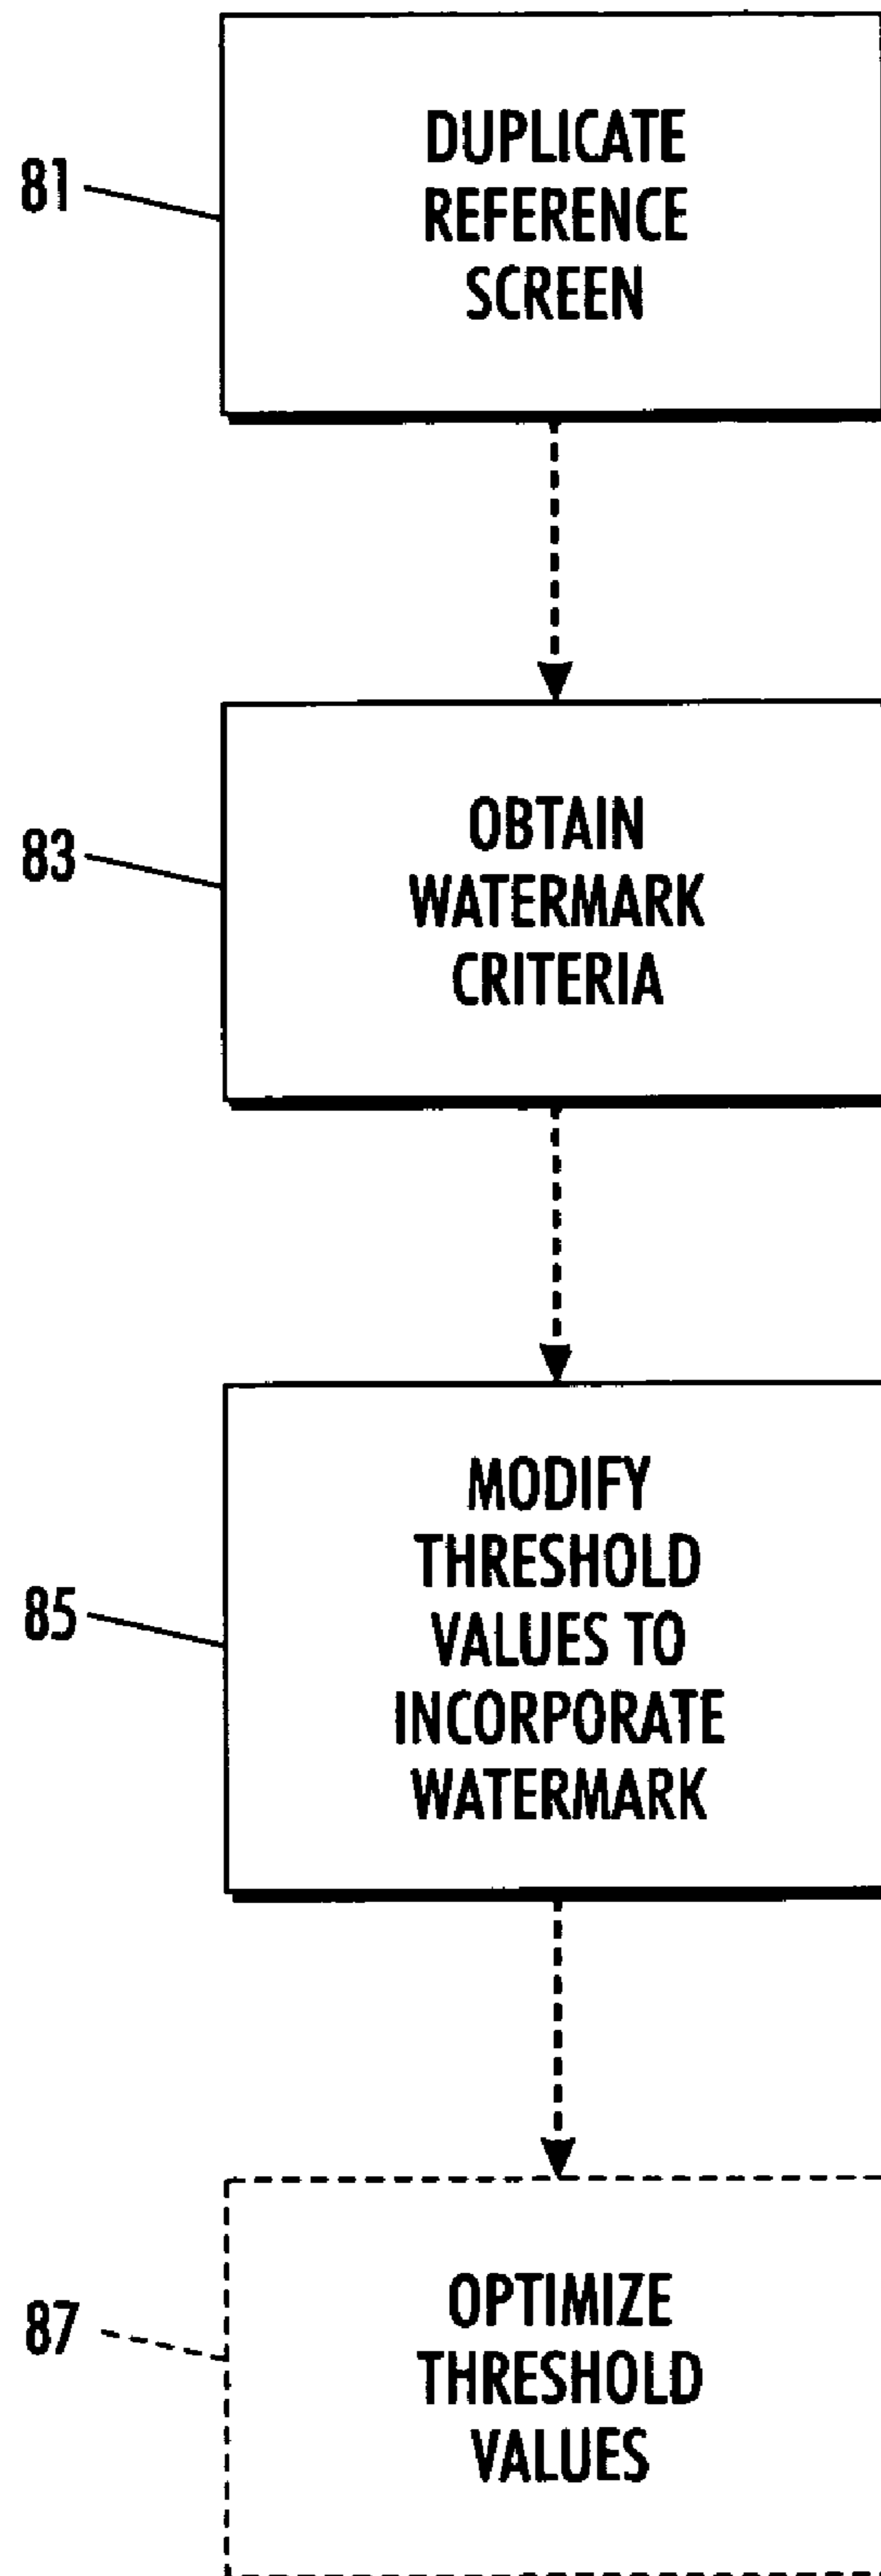 81
DUPLICATE
REFERENCE
SCREEN
83
OBTAIN
WATERMARK
CRITERIA
85
MODIFY
THRESHOLD
VALUES TO
INCORPORATE
WATERMARK
87
OPTIMIZE
THRESHOLD
VALUES